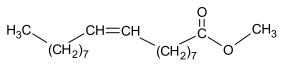 O
H₃C CH=CH C CH₃
(CH₂)₇ (CH₂)₇ O